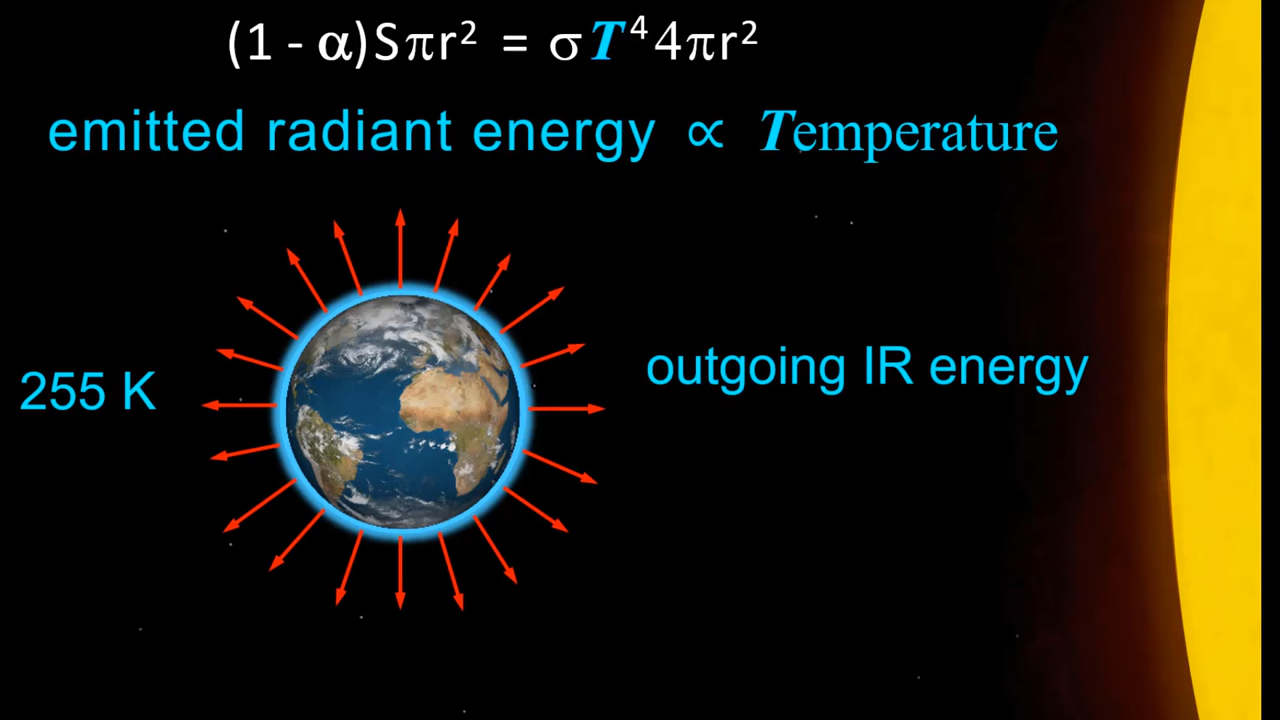 (1 - α)Sπr² = σT⁴4πr²
emitted radiant energy ∝ Temperature
255 K
outgoing IR energy